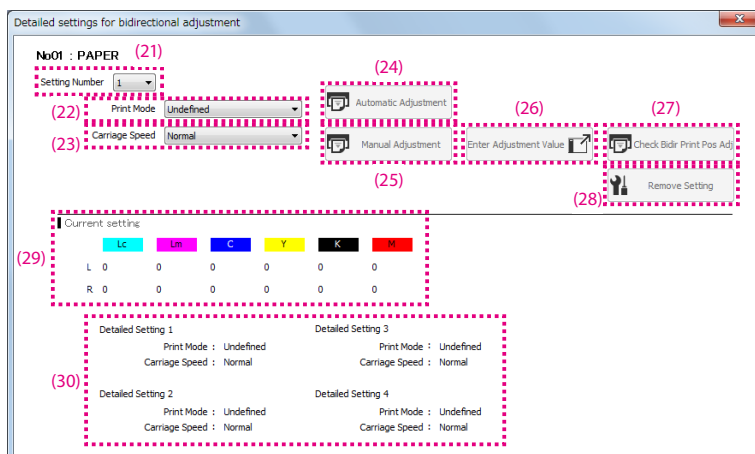 Detailed settings for bidirectional adjustment
No01 : PAPER (21)
Setting Number 1
(24)
(22) Print Mode Undefined
Automatic Adjustment
(26) (27)
(23) Carriage Speed Normal
Manual Adjustment
Enter Adjustment Value
Check Bidr Print Pos Adj
(25)
(28) Remove Setting
Current setting
(29)
Lc Lm C Y K M
L 0 0 0 0 0 0
R 0 0 0 0 0 0
(30)
Detailed Setting 1
Print Mode : Undefined
Carriage Speed : Normal
Detailed Setting 3
Print Mode : Undefined
Carriage Speed : Normal
Detailed Setting 2
Print Mode : Undefined
Carriage Speed : Normal
Detailed Setting 4
Print Mode : Undefined
Carriage Speed : Normal